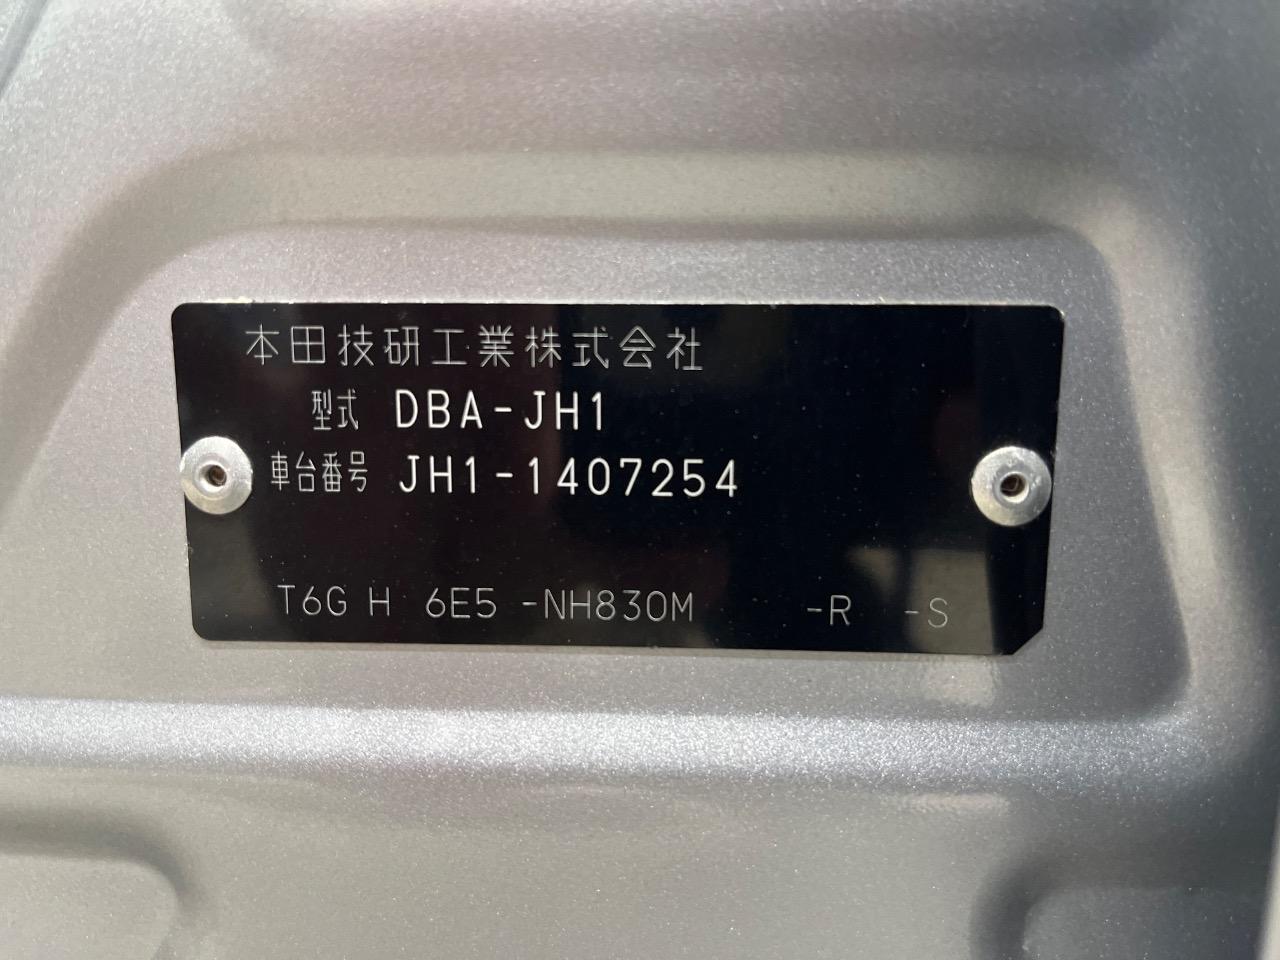 本田技研工業株式会社
型式 DBA-JH1
車台番号 JH1-1407254
T6G H 6E5 -NH830M -R -S